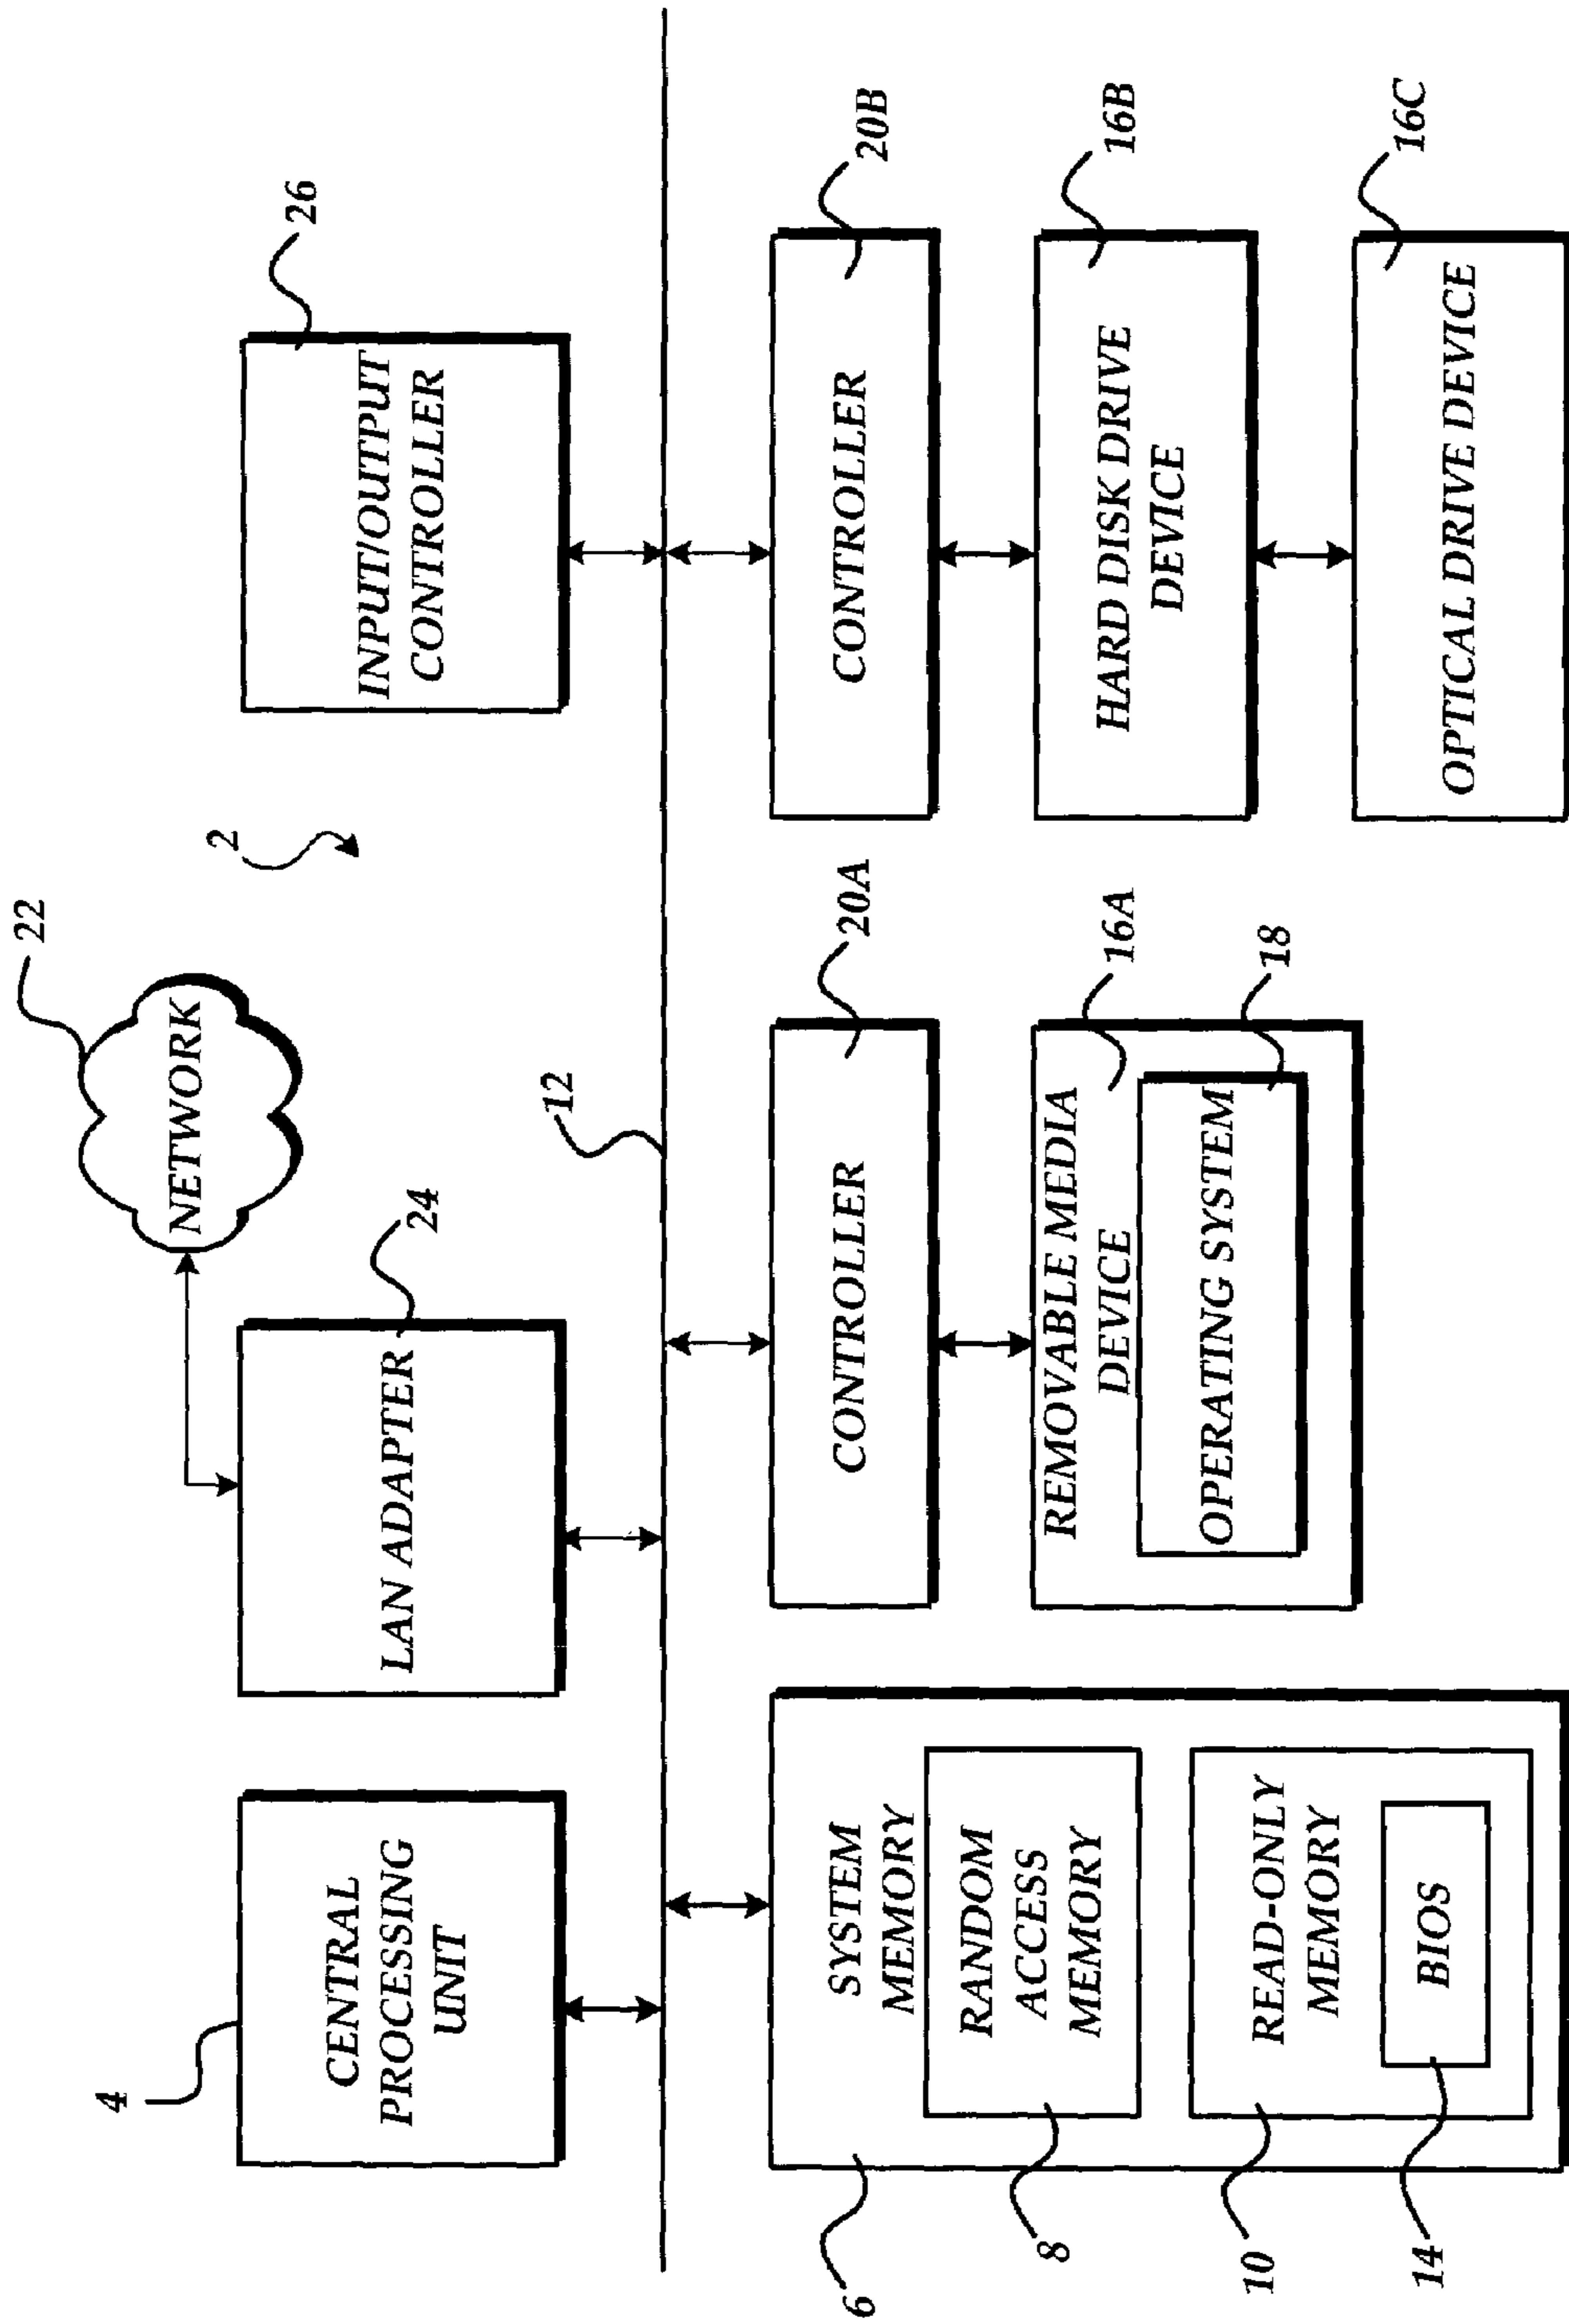 22
NETWORK
2
26
4
CENTRAL
PROCESSING
UNIT
24
LAN ADAPTER
INPUT/OUTPUT
CONTROLLER
12
6
SYSTEM
MEMORY
8
RANDOM
ACCESS
MEMORY
10
READ-ONLY
MEMORY
14
BIOS
20A
CONTROLLER
16A
REMOVABLE MEDIA
DEVICE
18
OPERATING SYSTEM
20B
CONTROLLER
16B
HARD DISK DRIVE
DEVICE
16C
OPTICAL DRIVE DEVICE